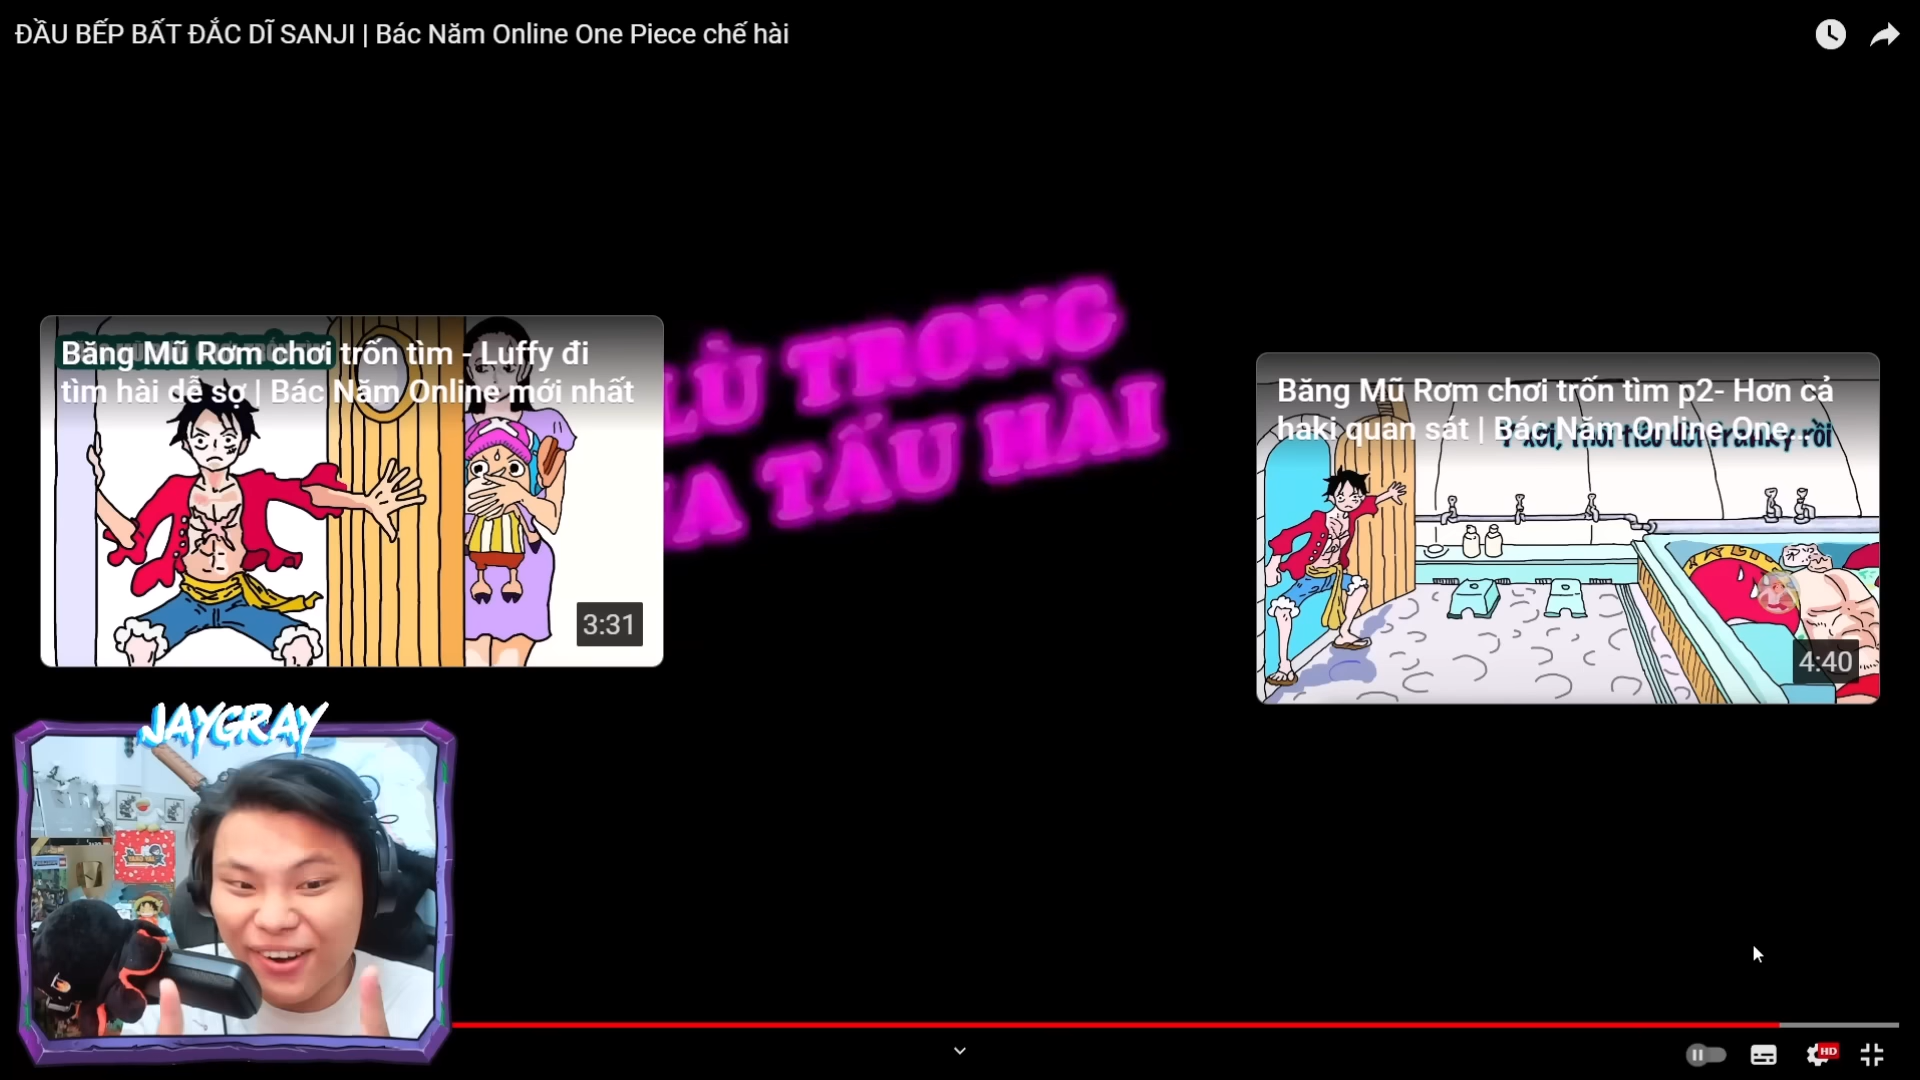 ĐẦU BẾP BẤT ĐẮC DĨ SANJI | Bác Năm Online One Piece chế hài
Băng Mũ Rơm chơi trốn tìm - Luffy đi
tìm hài dễ sợ | Bác Năm Online mới nhất
3:31
LÙ TRONG
TẤU HÀI
Băng Mũ Rơm chơi trốn tìm p2- Hơn cả
haki quan sát | Bác Năm Online One...
rồi
4:40
JAYGRAY
HD